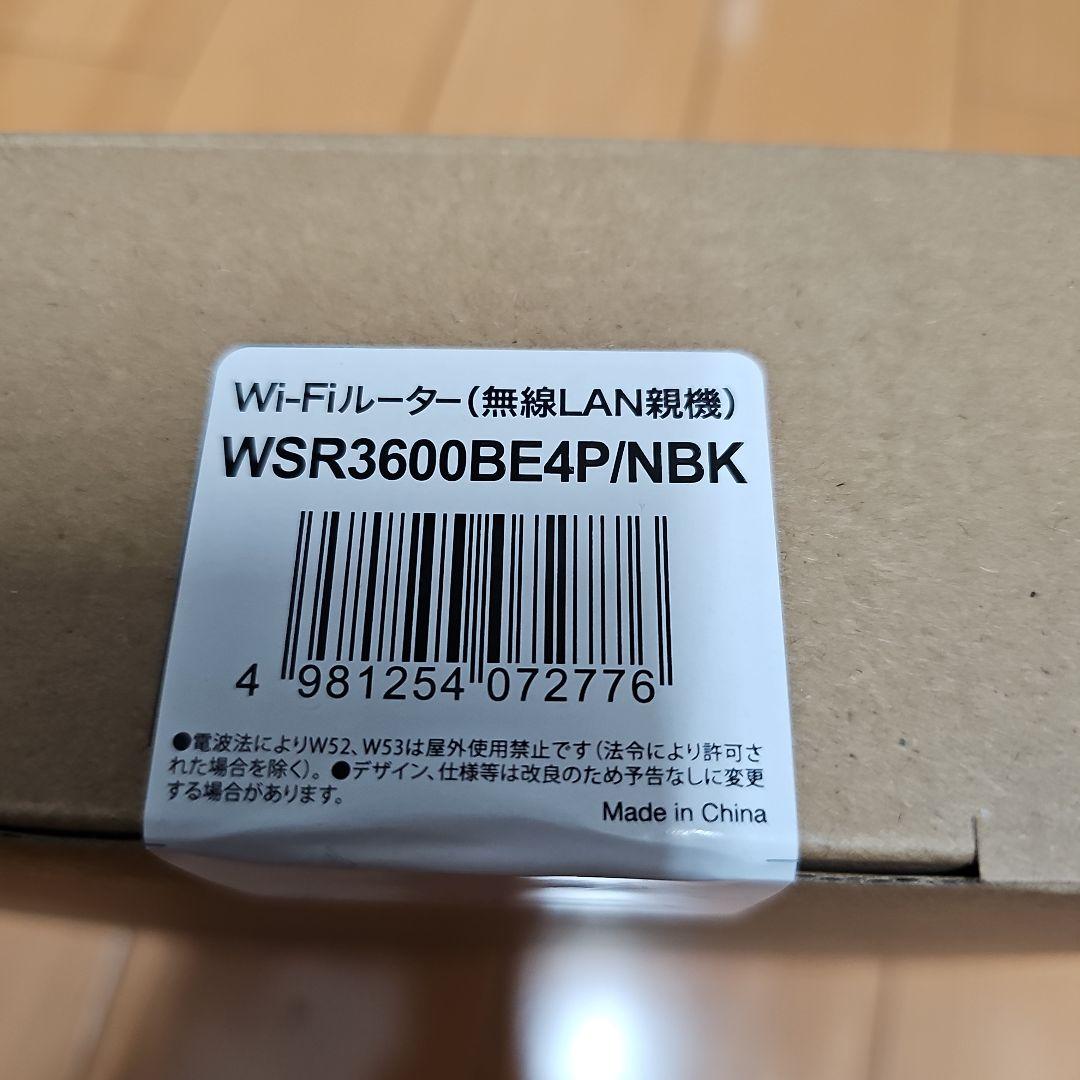 Wi-Fiルーター(無線LAN親機)
WSR3600BE4P/NBK
4 981254 072776
●電波法によりW52、W53は屋外使用禁止です(法令により許可さ
れた場合を除く)。●デザイン、仕様等は改良のため予告なしに変更
する場合があります。
Made in China